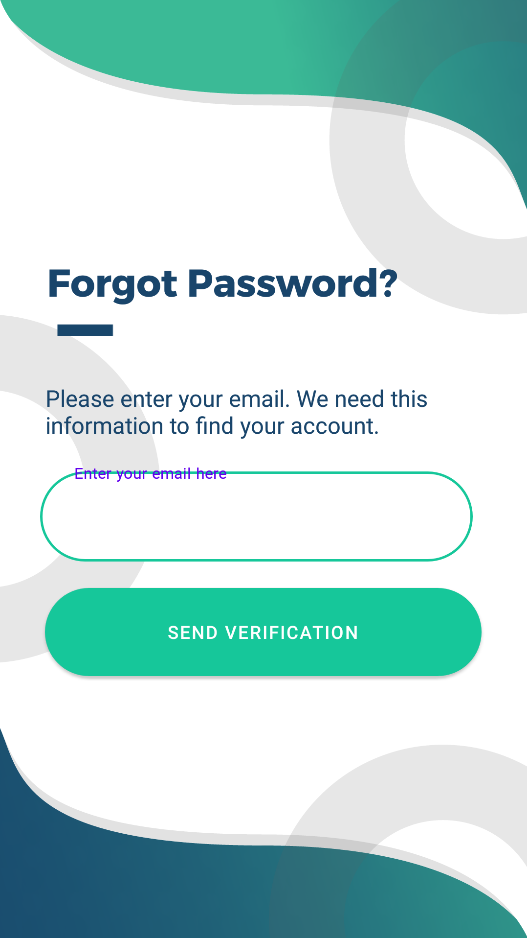 Forgot Password?
Please enter your email. We need this
information to find your account.
Enter your email here
SEND VERIFICATION